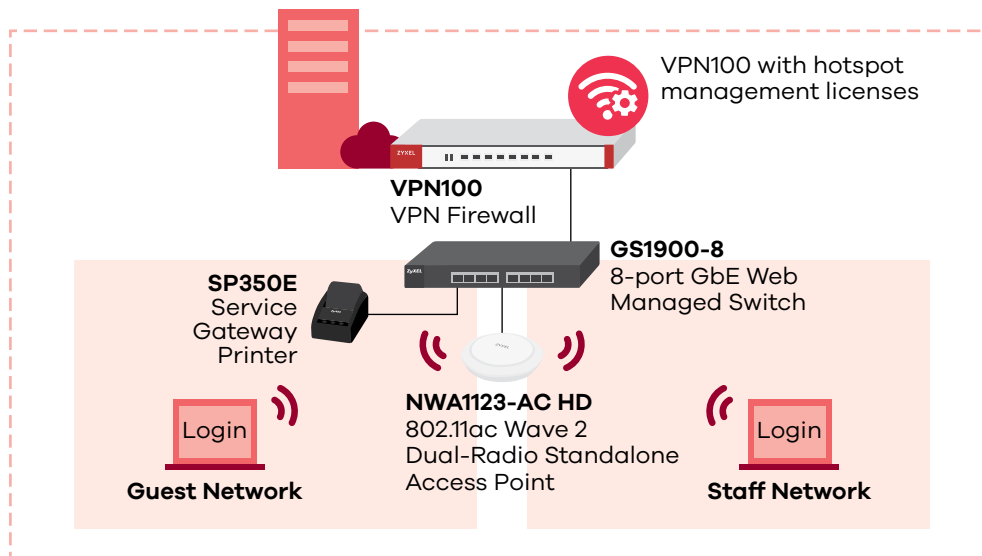 VPN100 with hotspot
management licenses
ZYXEL
VPN100
VPN Firewall
ZyXEL
GS1900-8
8-port GbE Web
Managed Switch
SP350E
Service
Gateway
Printer
ZyXEL
ZYXEL
NWA1123-AC HD
802.11ac Wave 2
Dual-Radio Standalone
Access Point
Login
Guest Network
Login
Staff Network